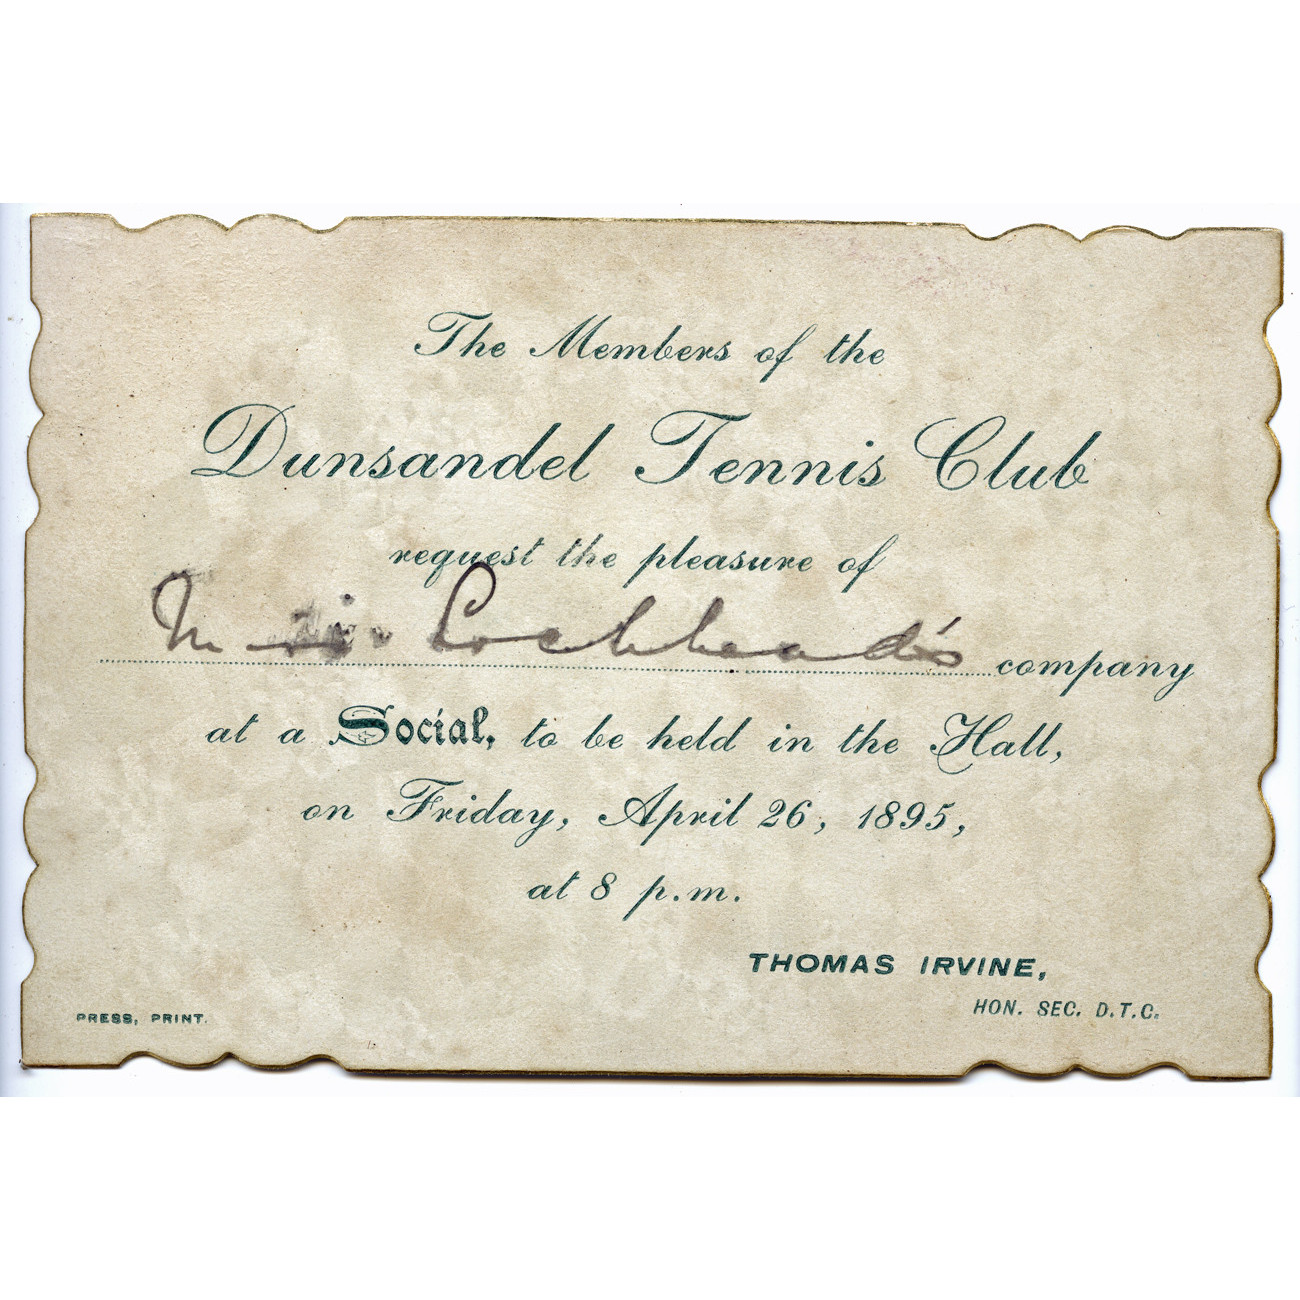 The Members of the
Dunsandel Tennis Club
request the pleasure of
Lochhead's company
at a Social, to be held in the Hall,
on Friday, April 26, 1895,
at 8 p.m.
THOMAS IRVINE,
HON. SEC. D.T.C.
PRESS, PRINT.